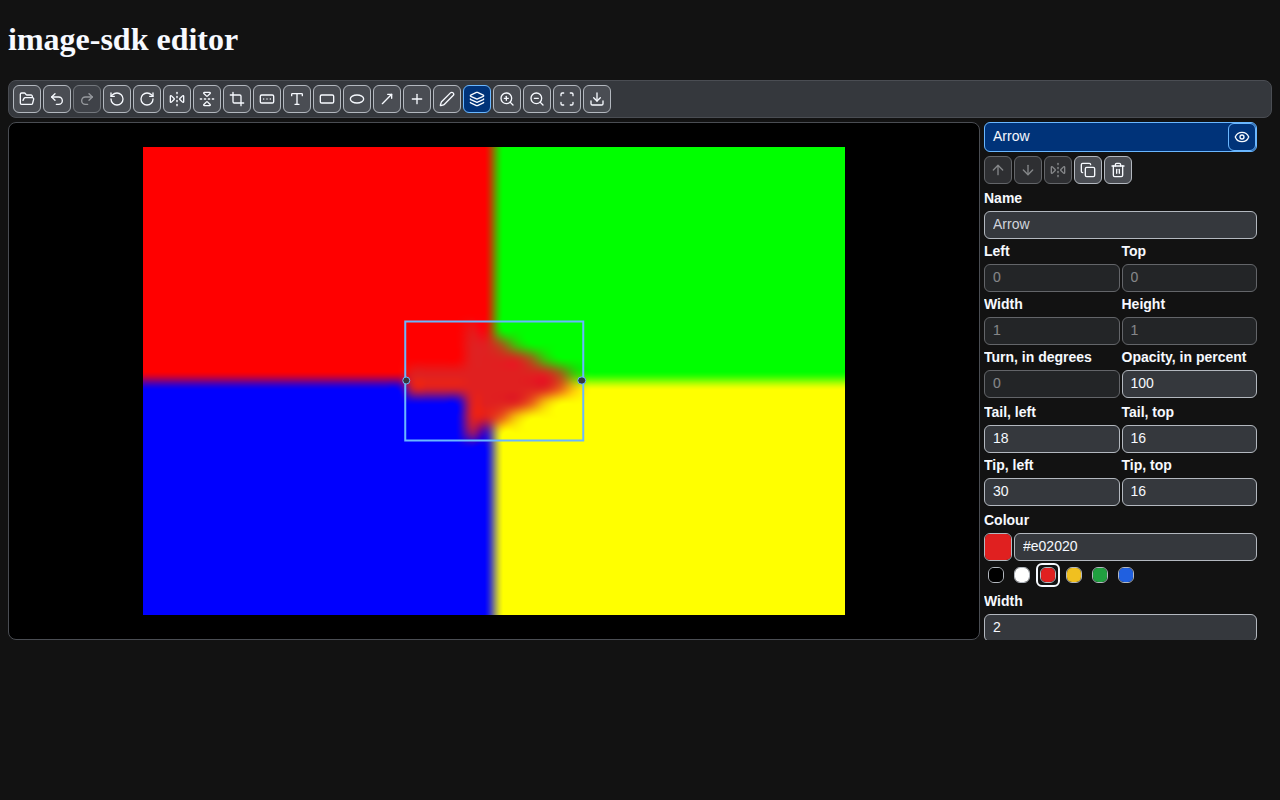 image-sdk editor
Arrow
Name
Arrow
Left Top
0 0
Width Height
1 1
Turn, in degrees Opacity, in percent
0 100
Tail, left Tail, top
18 16
Tip, left Tip, top
30 16
Colour
#e02020
Width
2